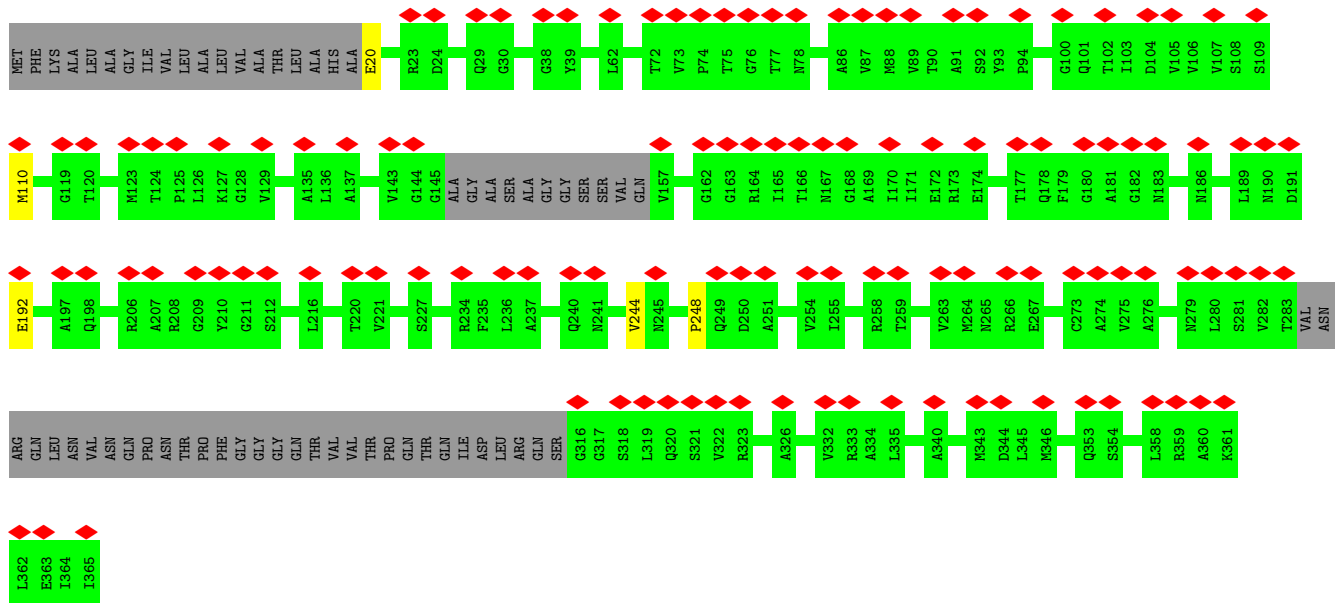 MET PHE LYS ALA LEU ALA ALA GLY ILE VAL LEU ALA LEU VAL ALA THR LEU ALA HIS ALA E20 R23 D24 Q29 G30 G38 Y39 L62 T72 V73 P74 T75 G76 T77 N78 A86 V87 M88 V89 T90 A91 S92 Y93 P94 G100 Q101 T102 I103 D104 V105 V106 V107 S108 S109
M110 G119 T120 M123 T124 P125 L126 K127 G128 V129 A135 L136 A137 V143 G144 G145 ALA GLY ALA SER ALA GLY GLY SER SER VAL GLN V157 G162 G163 R164 I165 T166 N167 G168 A169 I170 I171 E172 R173 E174 T177 Q178 F179 G180 A181 G182 N183 N186 L189 N190 D191
E192 A197 Q198 R206 A207 R208 G209 Y210 G211 S212 L216 T220 V221 S227 R234 F235 L236 A237 Q240 N241 V244 N245 P248 Q249 D250 A251 V254 I255 R258 T259 V263 M264 N265 R266 E267 C273 A274 V275 A276 N279 L280 S281 V282 T283 VAL ASN
ARG GLN LEU ASN VAL ASN GLN PRO ASN THR PRO PHE GLY GLY GLY GLN THR VAL VAL THR PRO GLN THR GLN ILE ASP LEU ARG GLN SER G316 G317 S318 L319 Q320 S321 V322 R323 A326 V332 R333 A334 L335 A340 M343 D344 L345 M346 Q353 S354 L358 R359 A360 K361
L362 E363 I364 I365